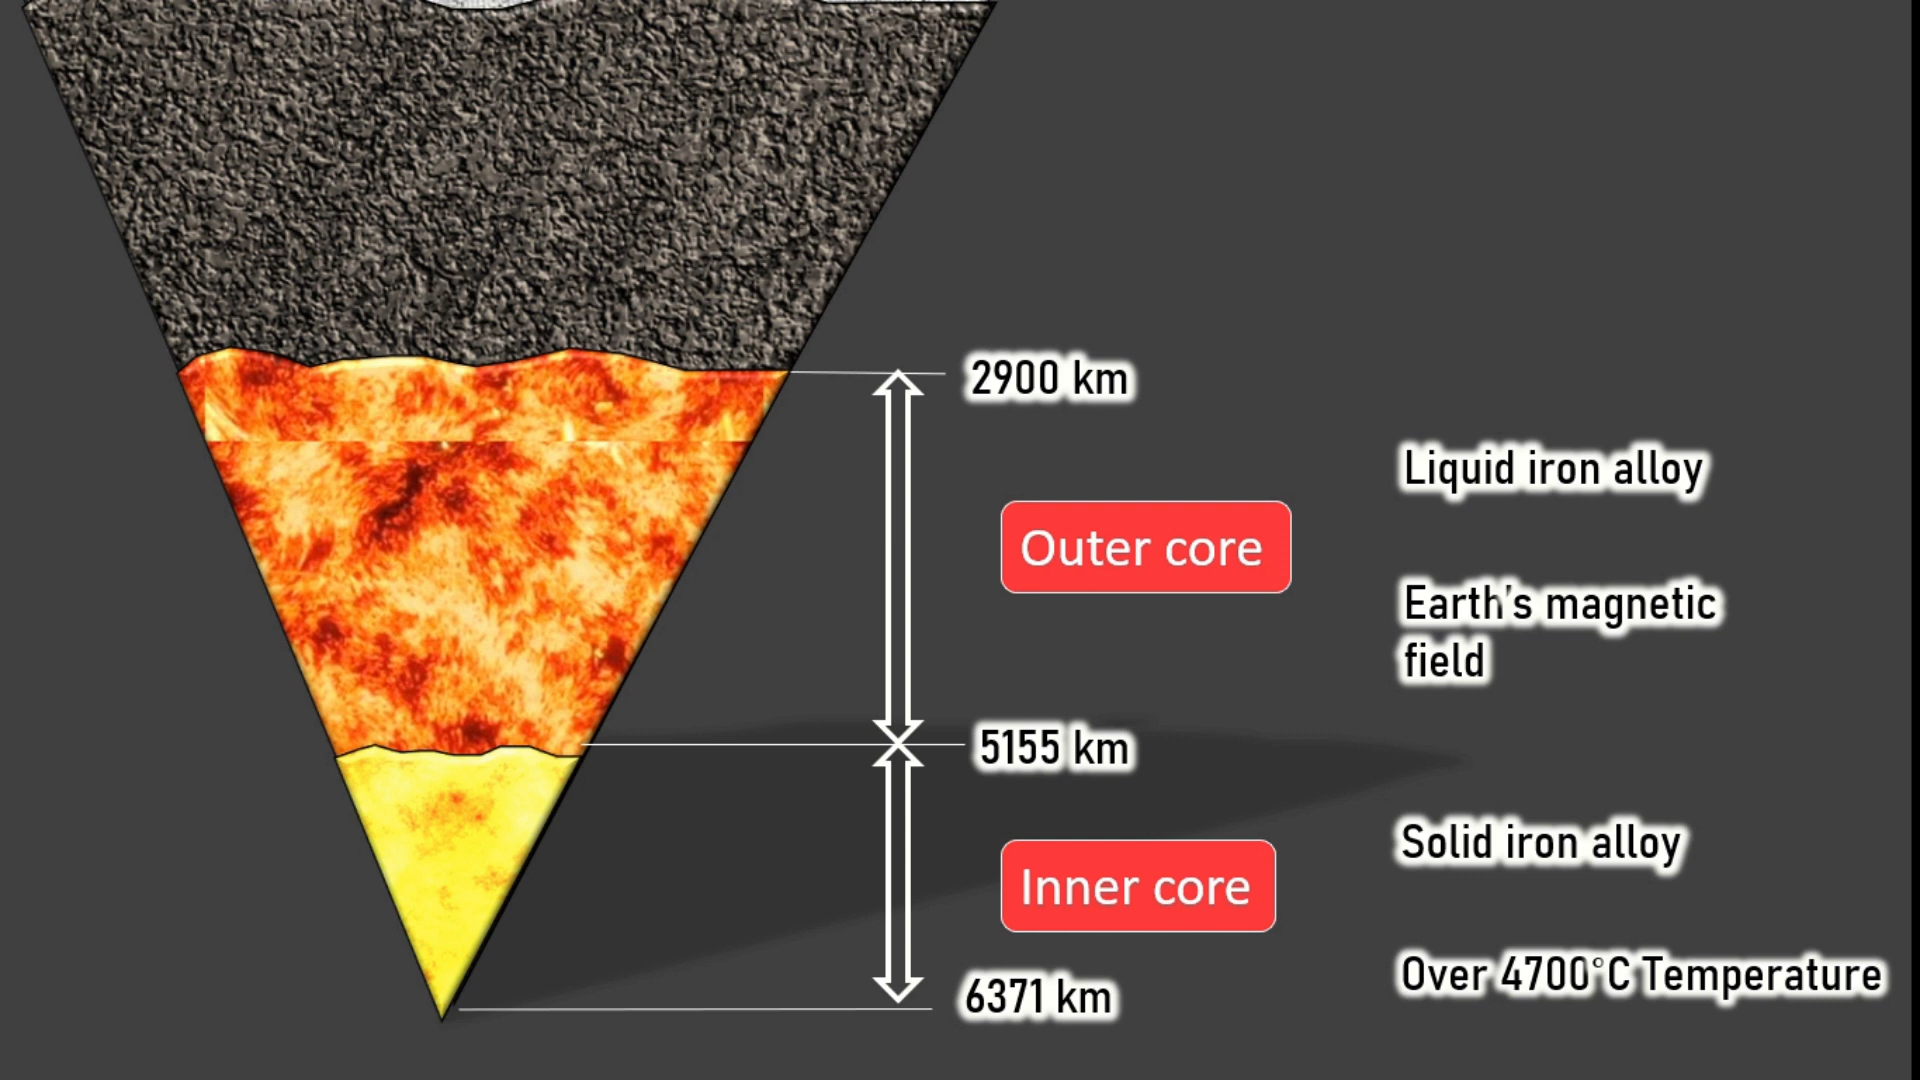 2900 km
Liquid iron alloy
Outer core
Earth's magnetic
field
5155 km
Solid iron alloy
Inner core
Over 4700°C Temperature
6371 km